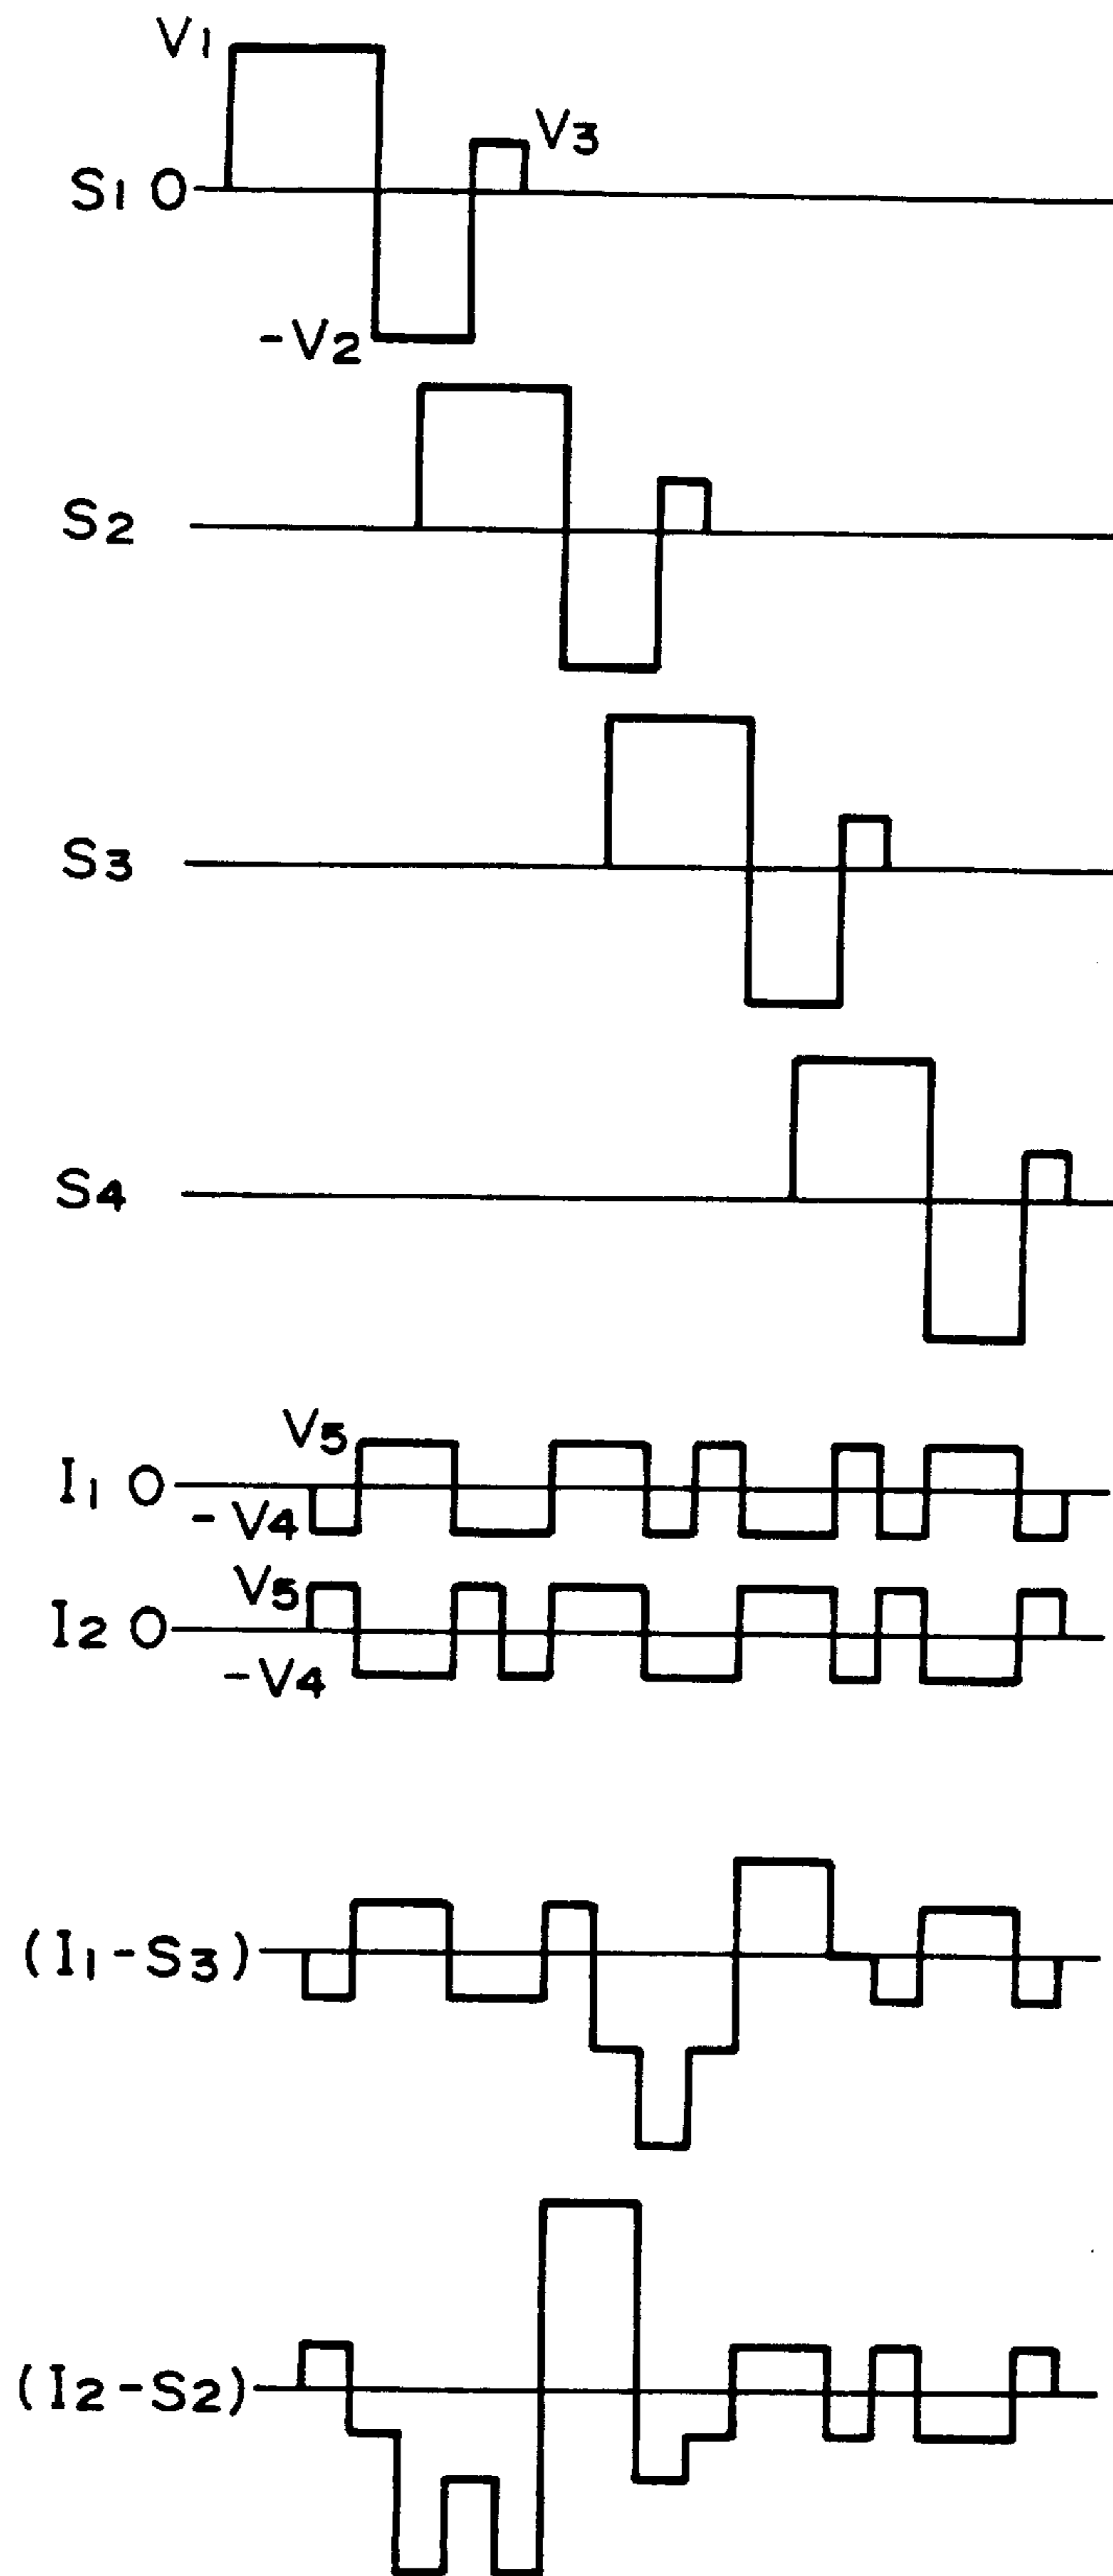 V1
V3
S1 0
-V2
S2
S3
S4
V5
I1 0
-V4
V5
I2 0
-V4
(I1-S3)
(I2-S2)